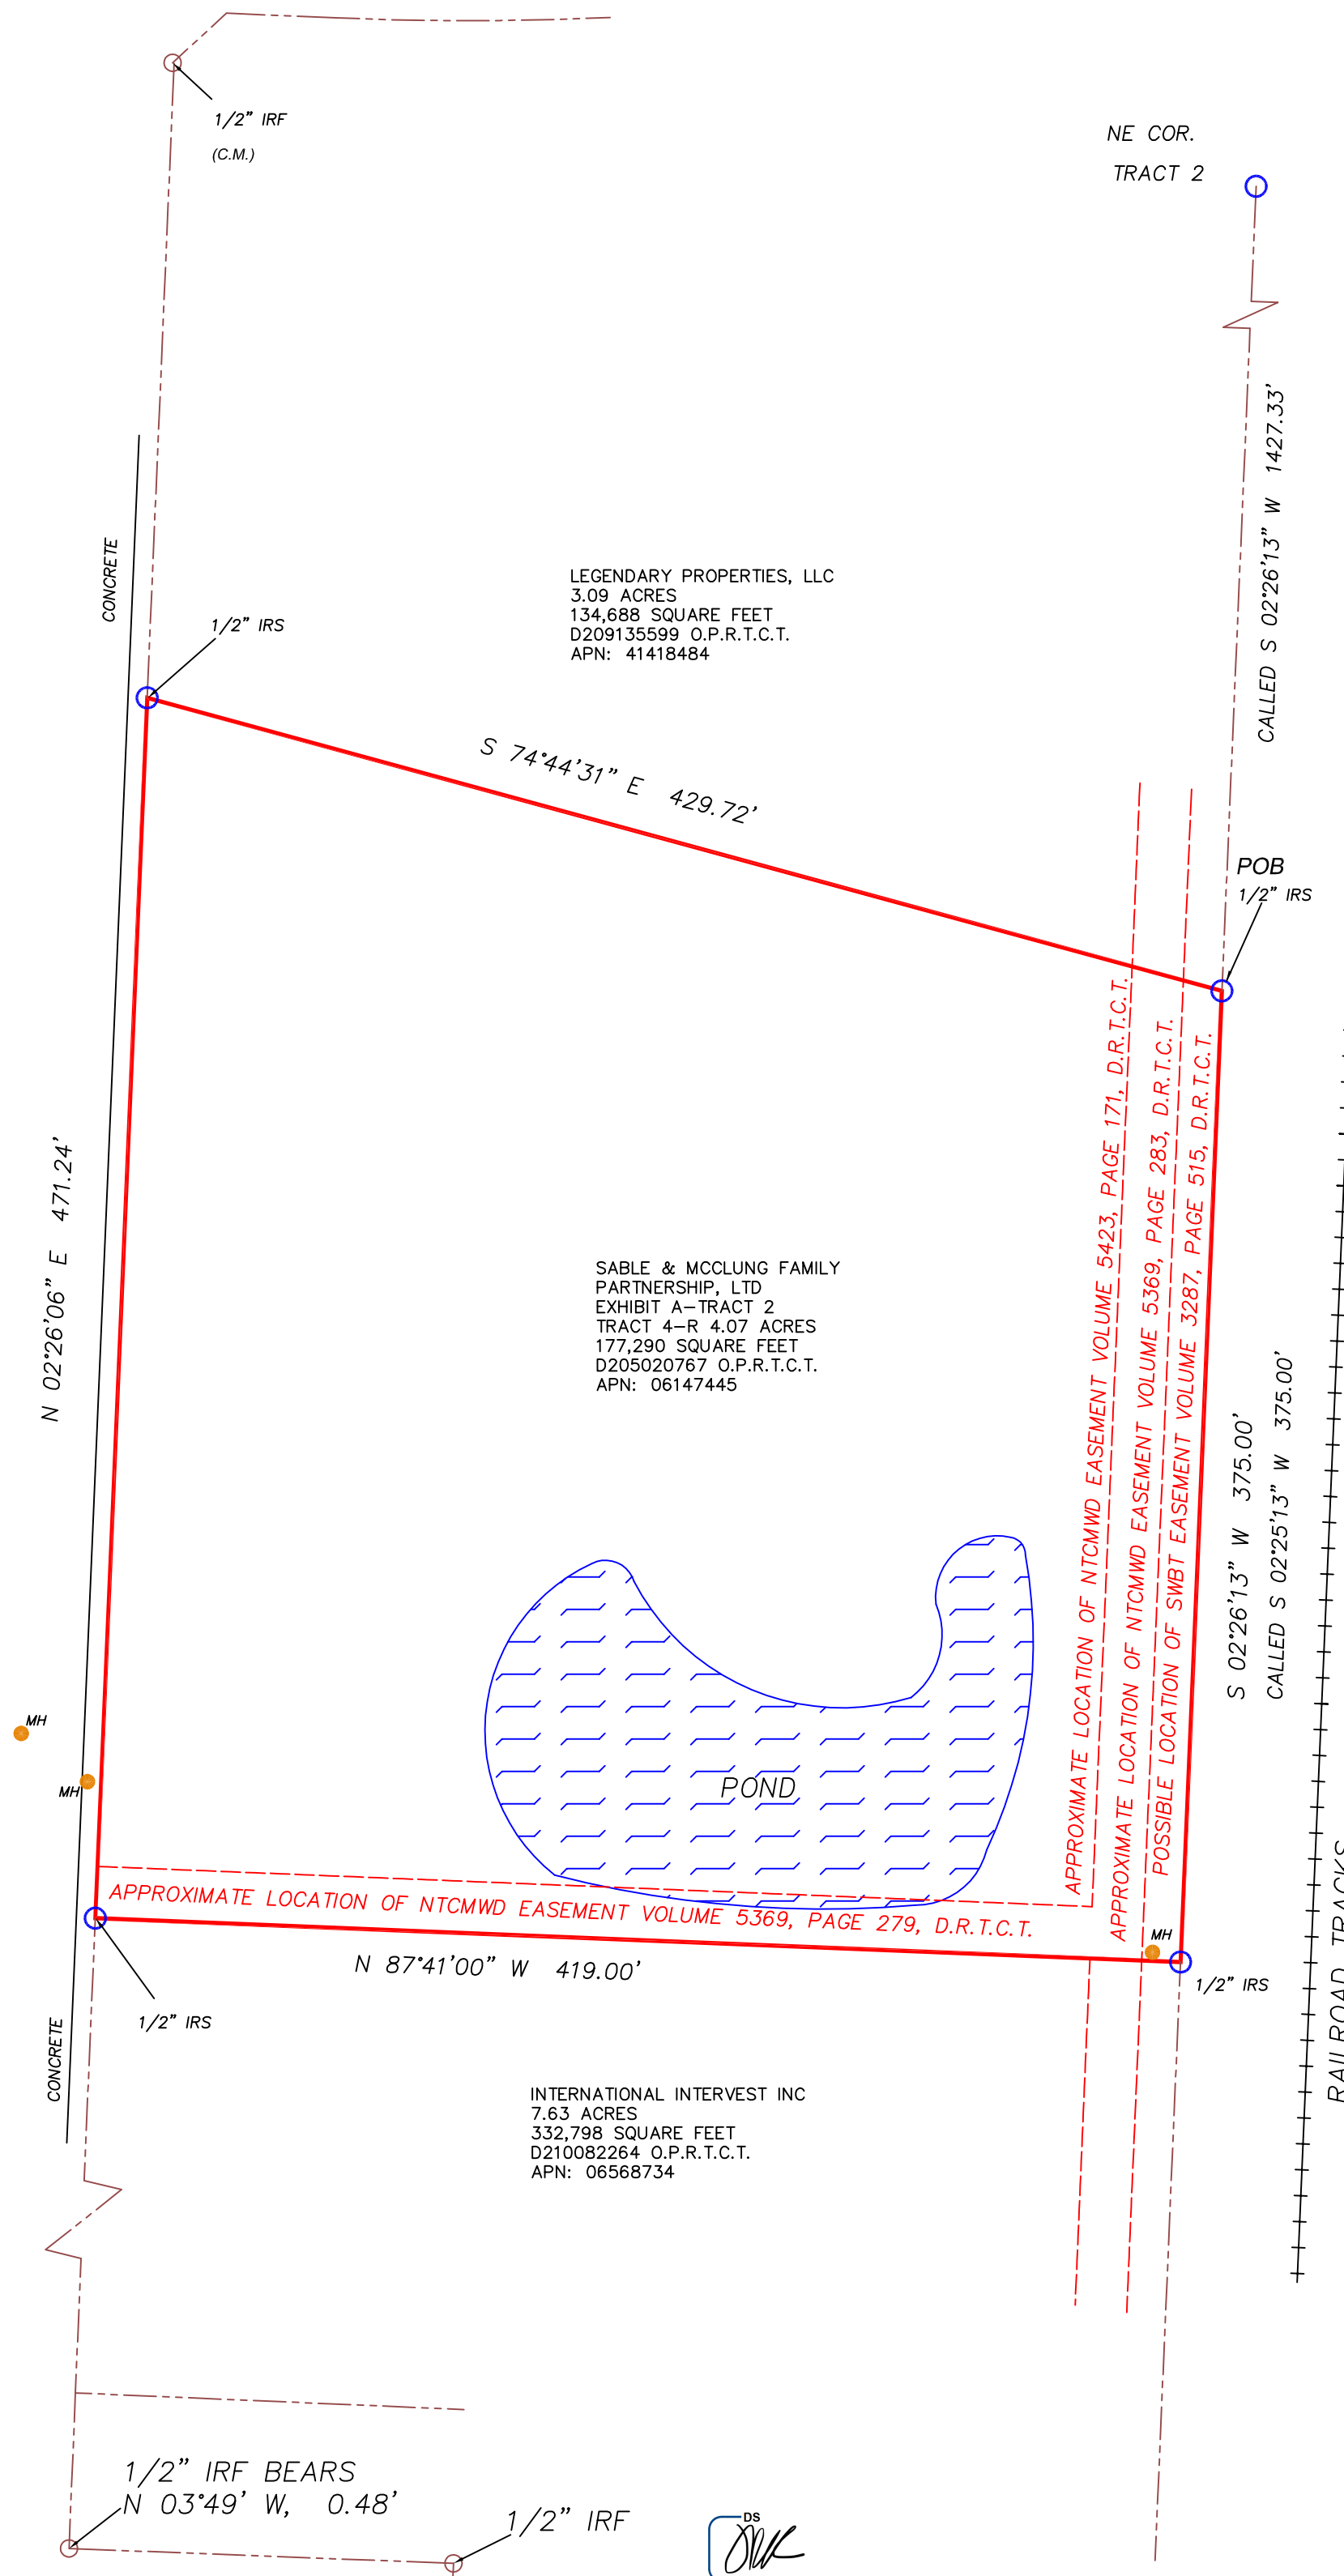 1/2" IRF
(C.M.)
NE COR.
TRACT 2
CALLED S 02°26'13" W 1427.33'
CONCRETE
LEGENDARY PROPERTIES, LLC
3.09 ACRES
134,688 SQUARE FEET
D209135599 O.P.R.T.C.T.
APN: 41418484
1/2" IRS
S 74°44'31" E 429.72'
POB
1/2" IRS
N 02°26'06" E 471.24'
APPROXIMATE LOCATION OF NTCMWD EASEMENT VOLUME 5423, PAGE 171, D.R.T.C.T.
APPROXIMATE LOCATION OF NTCMWD EASEMENT VOLUME 5369, PAGE 283, D.R.T.C.T.
POSSIBLE LOCATION OF SWBT EASEMENT VOLUME 3287, PAGE 515, D.R.T.C.T.
SABLE & MCCLUNG FAMILY
PARTNERSHIP, LTD
EXHIBIT A-TRACT 2
TRACT 4-R 4.07 ACRES
177,290 SQUARE FEET
D205020767 O.P.R.T.C.T.
APN: 06147445
S 02°26'13" W 375.00'
CALLED S 02°25'13" W 375.00'
MH
MH
POND
APPROXIMATE LOCATION OF NTCMWD EASEMENT VOLUME 5369, PAGE 279, D.R.T.C.T.
MH
N 87°41'00" W 419.00'
1/2" IRS
1/2" IRS
RAILROAD TRACKS
CONCRETE
INTERNATIONAL INTERVEST INC
7.63 ACRES
332,798 SQUARE FEET
D210082264 O.P.R.T.C.T.
APN: 06568734
1/2" IRF BEARS
N 03°49' W, 0.48'
1/2" IRF
DS